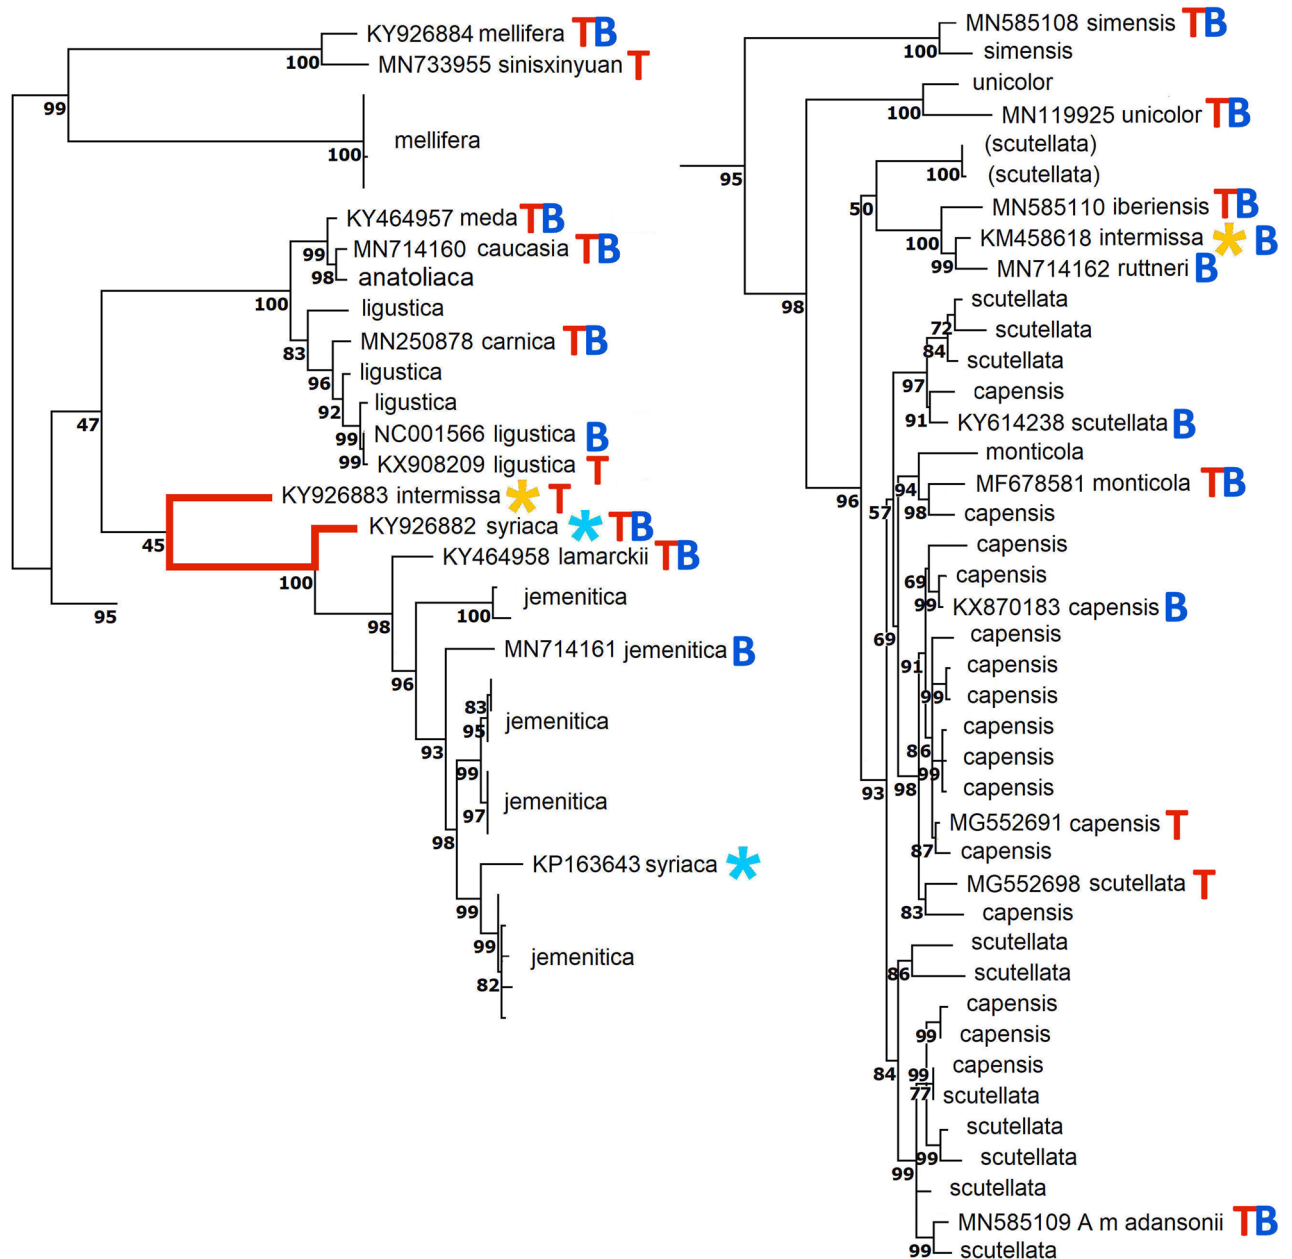 KY926884 mellifera TB
100
MN733955 sinisxinyuan T
99
mellifera
100
KY464957 meda TB
99
MN714160 caucasia TB
98
anatoliaca
100
ligustica
83
MN250878 carnica TB
96
ligustica
92
ligustica
99
NC001566 ligustica B
99
KX908209 ligustica T
47
KY926883 intermissa * T
45
KY926882 syriaca * TB
100
KY464958 lamarckii TB
95
98
jemenitica
100
MN714161 jemenitica B
96
83
95
jemenitica
93
99
jemenitica
97
98
KP163643 syriaca *
99
99
jemenitica
82
MN585108 simensis TB
100
simensis
unicolor
100
MN119925 unicolor TB
95
(scutellata)
100
(scutellata)
50
MN585110 iberiensis TB
100
KM458618 intermissa * B
99
MN714162 ruttneri B
98
scutellata
72
scutellata
84
scutellata
97
capensis
91
KY614238 scutellata B
monticola
96
94
MF678581 monticola TB
57
98
capensis
capensis
69
capensis
99
KX870183 capensis B
69
capensis
91
capensis
99
capensis
capensis
86
capensis
99
93
98
capensis
MG552691 capensis T
87
capensis
MG552698 scutellata T
83
capensis
scutellata
86
scutellata
capensis
99
capensis
84
99
capensis
77
scutellata
scutellata
99
scutellata
99
scutellata
MN585109 A m adansonii TB
99
scutellata